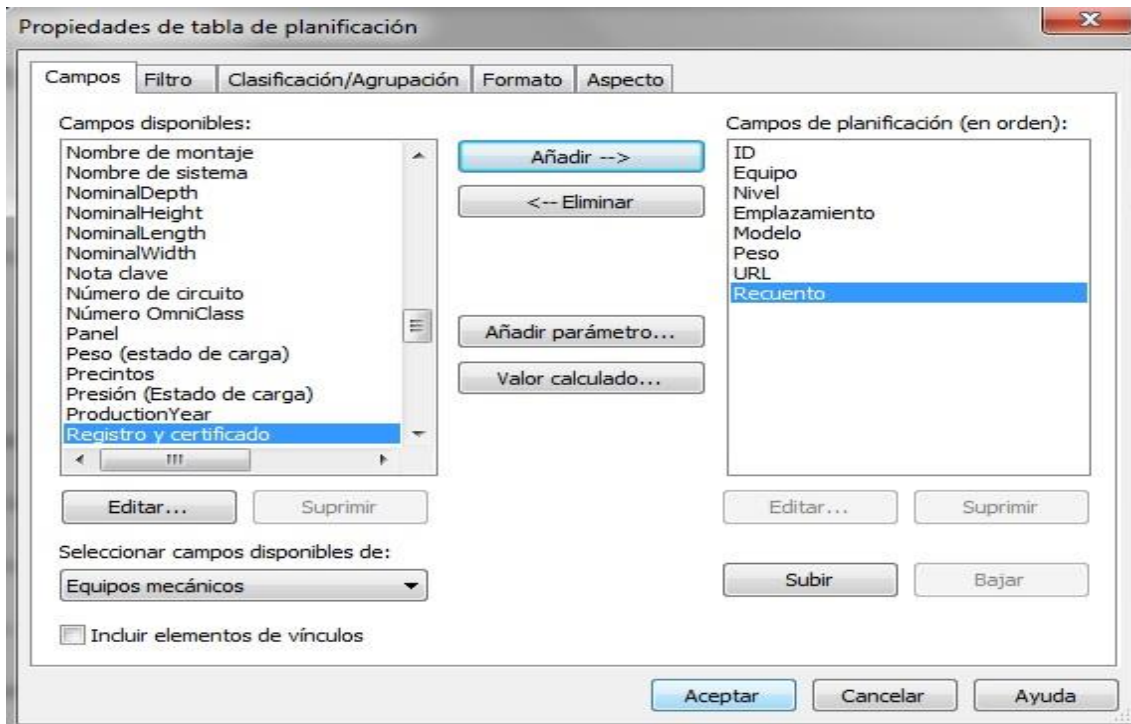 Propiedades de tabla de planificación
Campos
Filtro
Clasificación/Agrupación
Formato
Aspecto
Campos disponibles:
Nombre de montaje
Nombre de sistema
NominalDepth
NominalHeight
NominalLength
NominalWidth
Nota clave
Número de circuito
Número OmniClass
Panel
Peso (estado de carga)
Precintos
Presión (Estado de carga)
ProductionYear
Registro y certificado
Editar...
Suprimir
Seleccionar campos disponibles de:
Equipos mecánicos
Incluir elementos de vínculos
Añadir -->
<-- Eliminar
Añadir parámetro...
Valor calculado...
Campos de planificación (en orden):
ID
Equipo
Nivel
Emplazamiento
Modelo
Peso
URL
Recuento
Editar...
Suprimir
Subir
Bajar
Aceptar
Cancelar
Ayuda